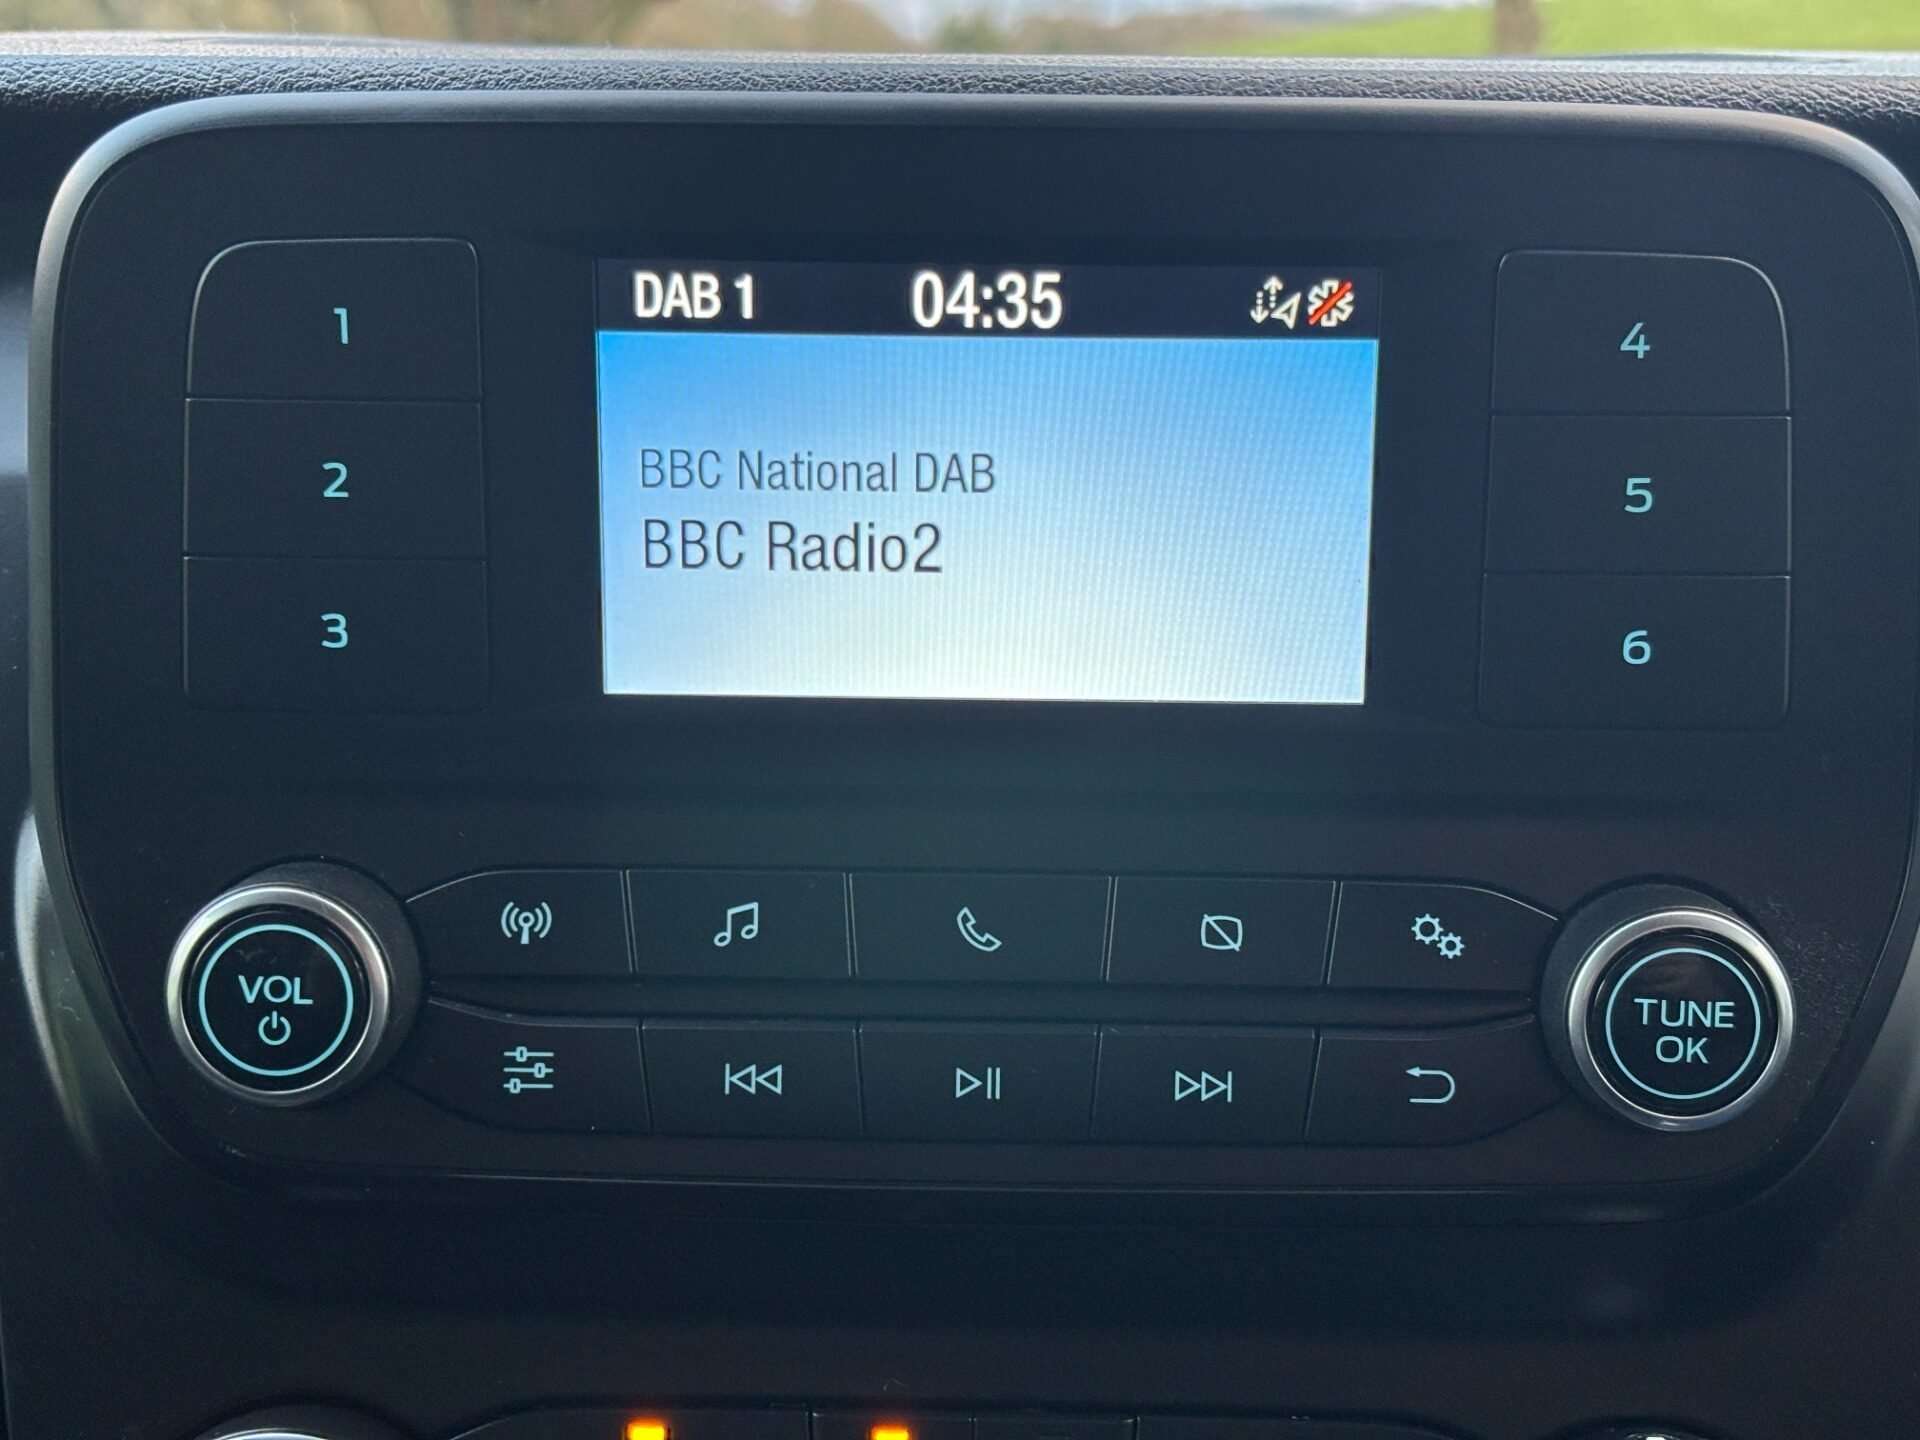 DAB 1 04:35
BBC National DAB
BBC Radio2
1
2
3
4
5
6
VOL
TUNE
OK